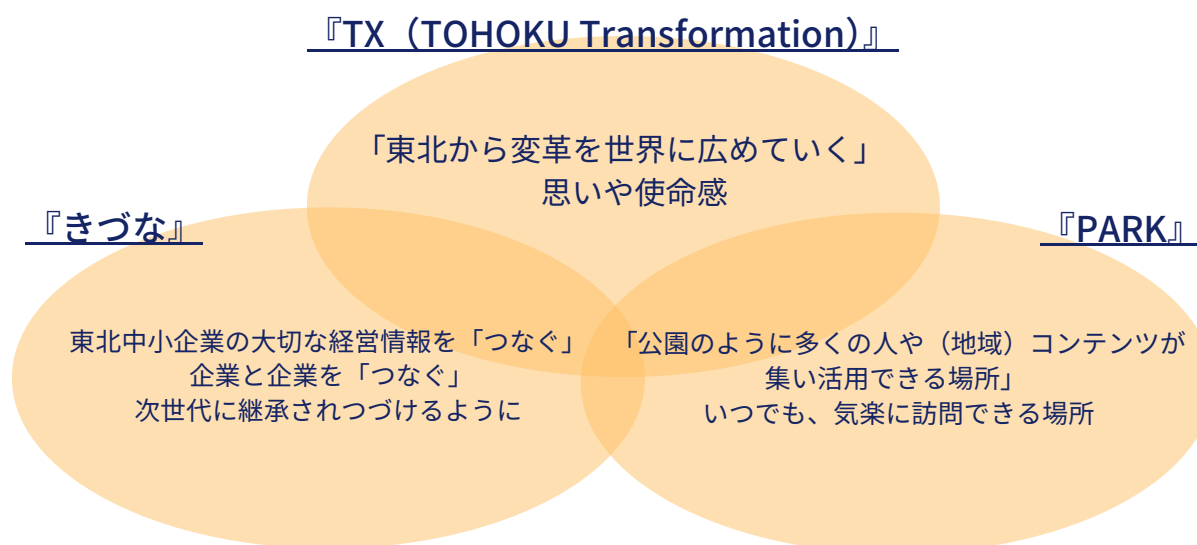 『TX（TOHOKU Transformation）』
「東北から変革を世界に広めていく」
思いや使命感
『きづな』
東北中小企業の大切な経営情報を「つなぐ」
企業と企業を「つなぐ」
次世代に継承されつづけるように
『PARK』
「公園のように多くの人や（地域）コンテンツが
集い活用できる場所」
いつでも、気楽に訪問できる場所